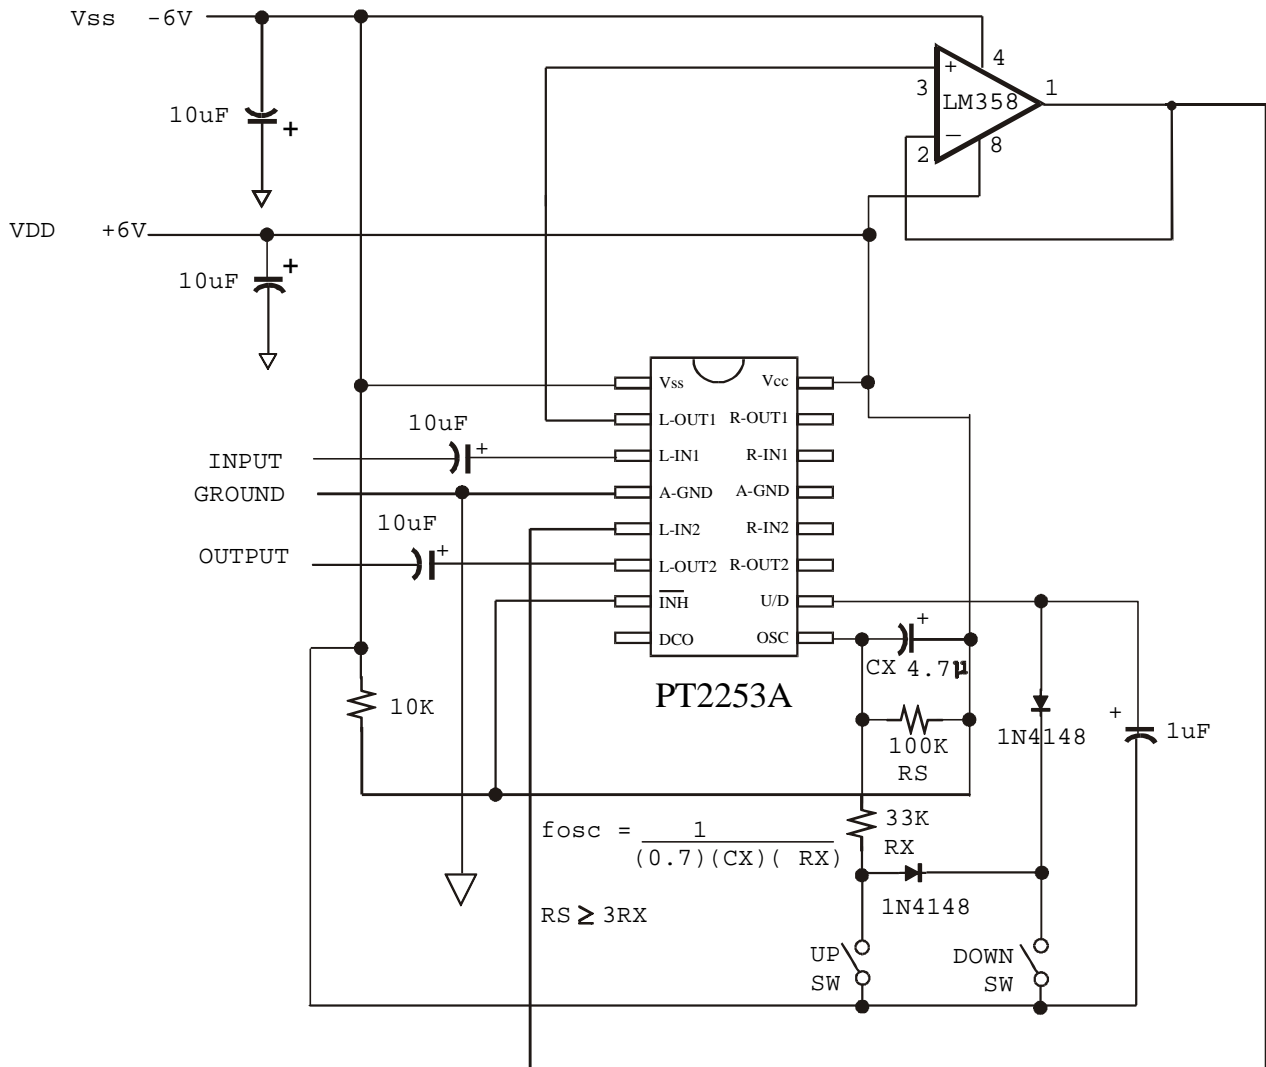 Vss -6V
4
+
3
LM358
1
10uF
+
−
2
8
VDD +6V
+
10uF
Vss
Vcc
10uF
+
L-OUT1
R-OUT1
INPUT
L-IN1
R-IN1
GROUND
A-GND
A-GND
10uF
+
L-IN2
R-IN2
OUTPUT
L-OUT2
R-OUT2
INH
U/D
DCO
OSC
+
CX 4.7µ
PT2253A
10K
100K
RS
1N4148
+
1uF
fosc = 1
(0.7)(CX)( RX)
33K
RX
1N4148
RS ≥ 3RX
UP
SW
DOWN
SW